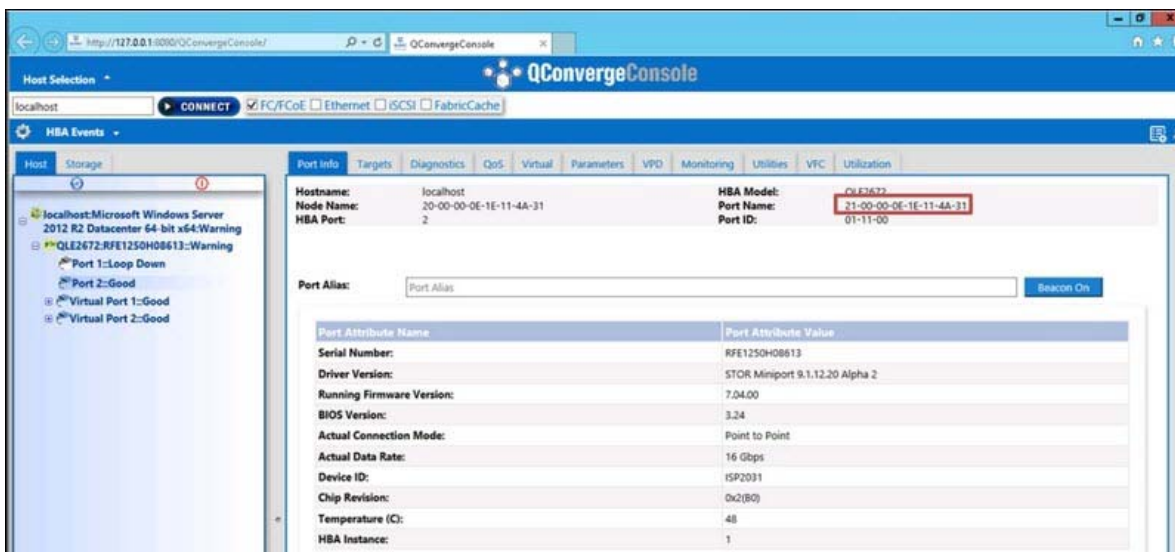 http://127.0.0.1:8080/QConvergeConsole/
QConvergeConsole
Host Selection
QConvergeConsole
localhost
CONNECT
FC/FCoE Ethernet iSCSI FabricCache
HBA Events
Host Storage
Port Info Targets Diagnostics QoS Virtual Parameters VPD Monitoring Utilities VFC Utilization
localhost:Microsoft Windows Server
2012 R2 Datacenter 64-bit x64:Warning
QLE2672:RFE1250H08613::Warning
Port 1::Loop Down
Port 2::Good
Virtual Port 1::Good
Virtual Port 2::Good
Hostname: localhost HBA Model: QLE2672
Node Name: 20-00-00-0E-1E-11-4A-31 Port Name: 21-00-00-0E-1E-11-4A-31
HBA Port: 2 Port ID: 01-11-00
Port Alias: Port Alias Beacon On
Port Attribute Name Port Attribute Value
Serial Number: RFE1250H08613
Driver Version: STOR Miniport 9.1.12.20 Alpha 2
Running Firmware Version: 7.04.00
BIOS Version: 3.24
Actual Connection Mode: Point to Point
Actual Data Rate: 16 Gbps
Device ID: ISP2031
Chip Revision: 0x2(B0)
Temperature (C): 48
HBA Instance: 1